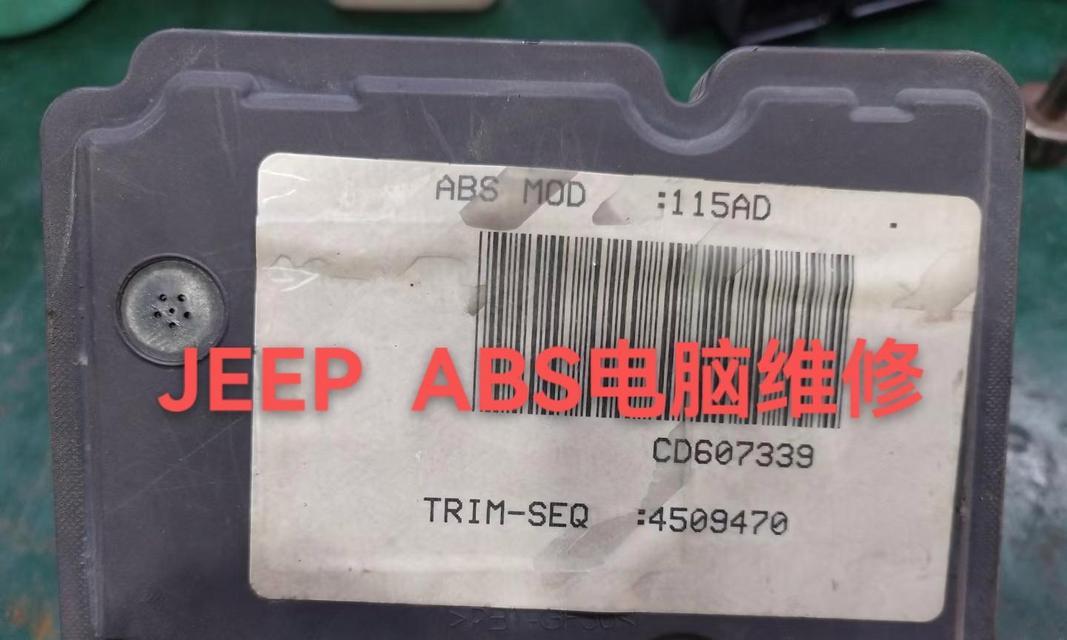 ABS MOD :115AD
JEEP ABS电脑维修
CD607339
TRIM-SEQ :4509470